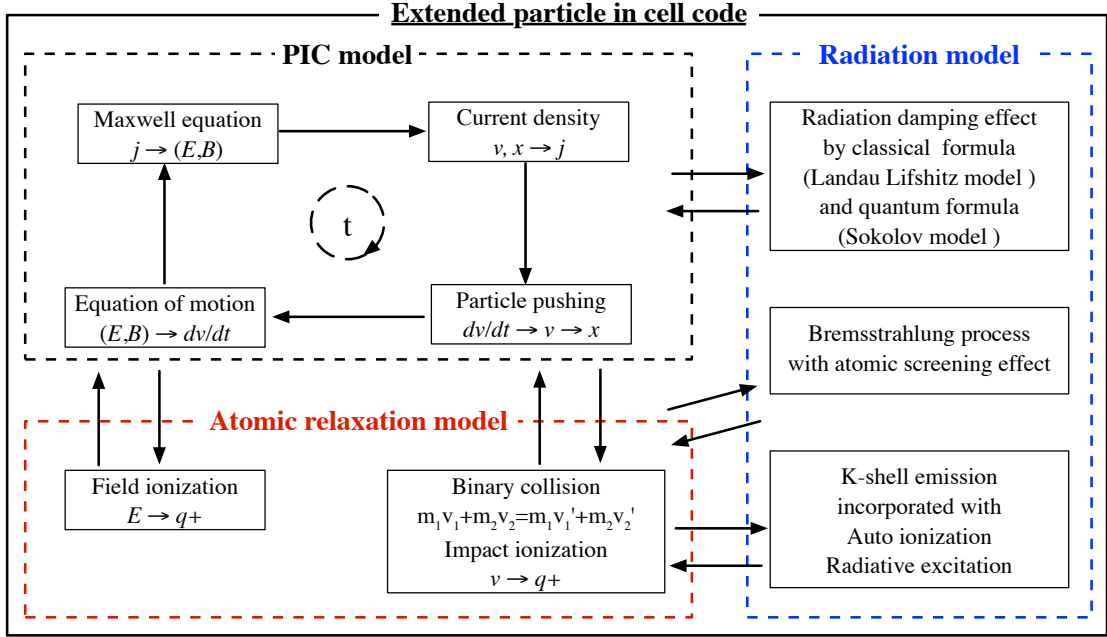 Extended particle in cell code
PIC model
Radiation model
Maxwell equation
j → (E,B)
Current density
v, x → j
t
Equation of motion
(E,B) → dv/dt
Particle pushing
dv/dt → v → x
Radiation damping effect
by classical formula
(Landau Lifshitz model )
and quantum formula
(Sokolov model )
Bremsstrahlung process
with atomic screening effect
Atomic relaxation model
Field ionization
E → q+
Binary collision
m₁v₁+m₂v₂=m₁v₁'+m₂v₂'
Impact ionization
v → q+
K-shell emission
incorporated with
Auto ionization
Radiative excitation